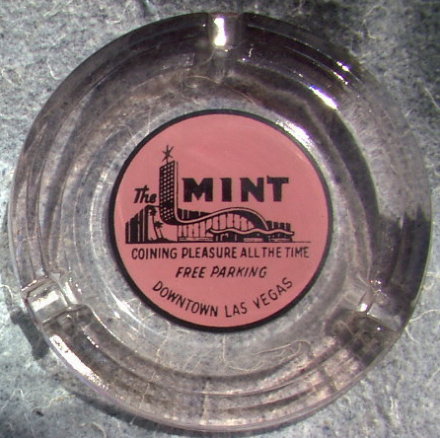 The MINT
COINING PLEASURE ALL THE TIME
FREE PARKING
DOWNTOWN LAS VEGAS